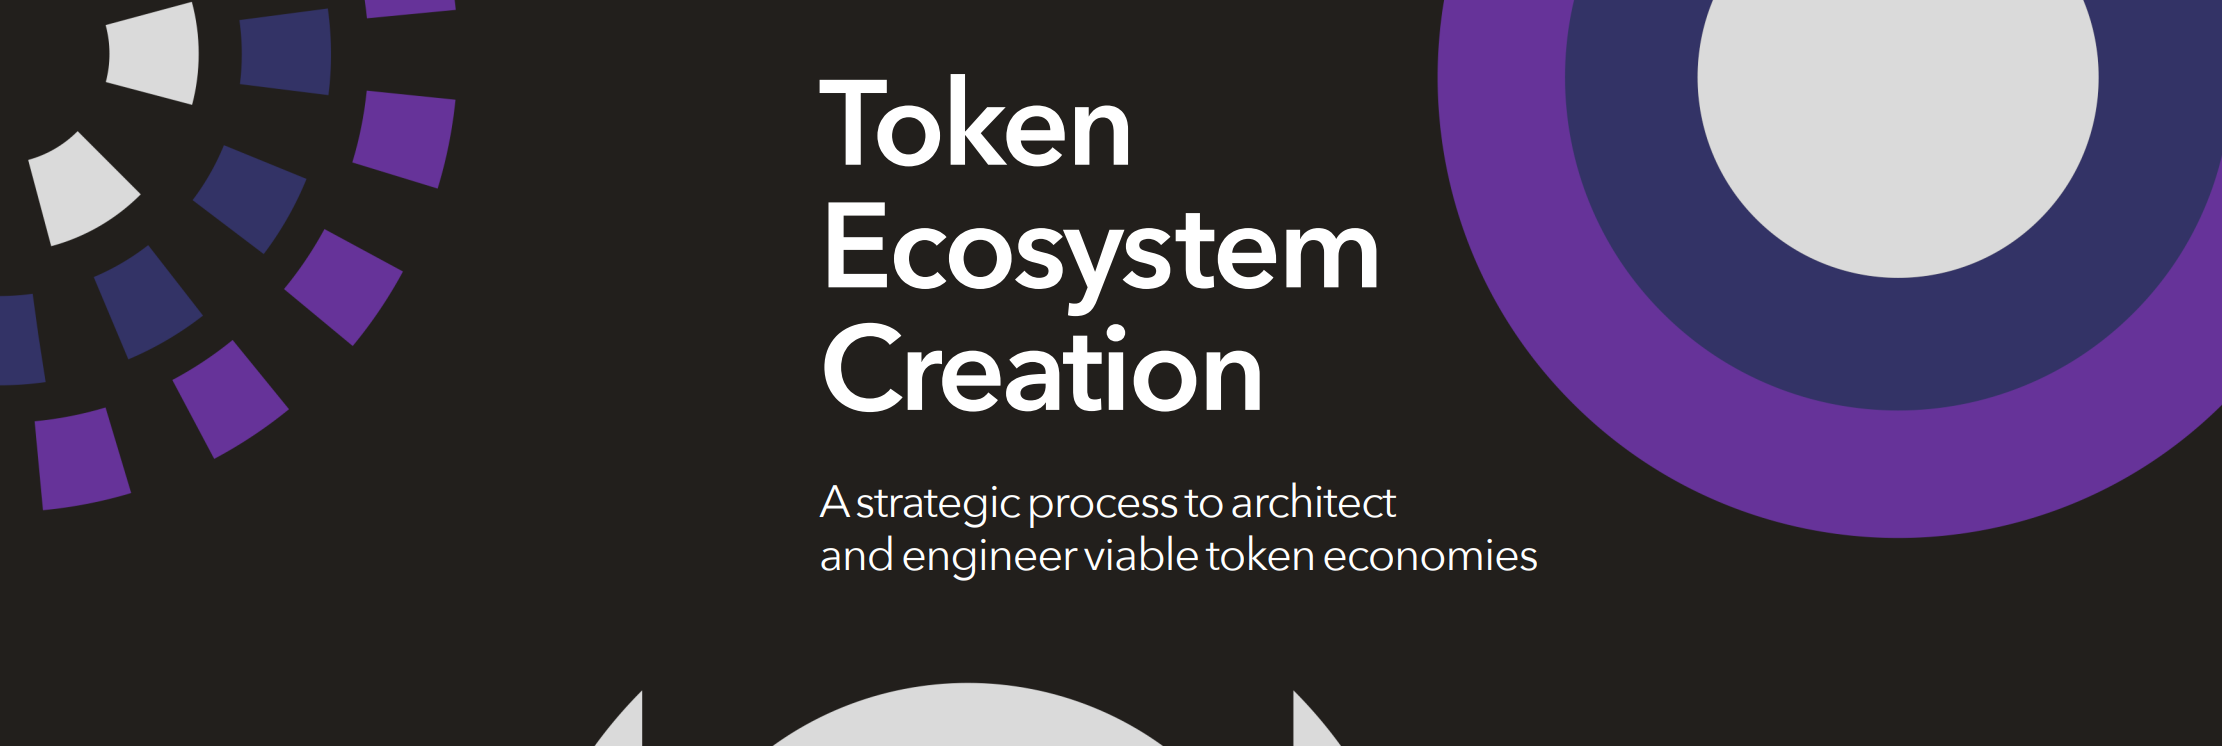 Token
Ecosystem
Creation
A strategic process to architect
and engineer viable token economies